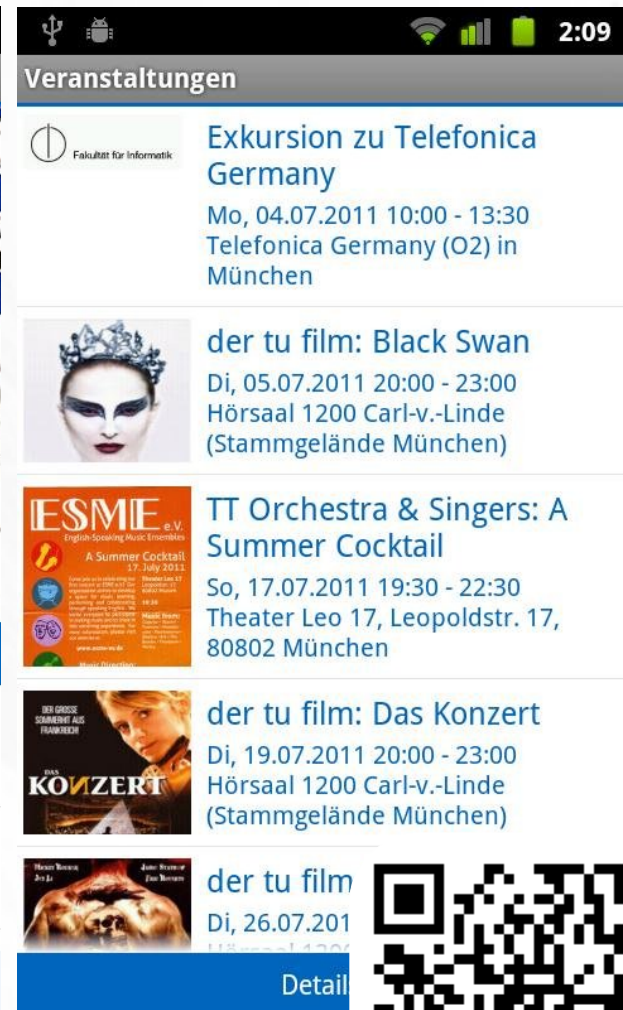 2:09
Veranstaltungen
Fakultät für Informatik
Exkursion zu Telefonica
Germany
Mo, 04.07.2011 10:00 - 13:30
Telefonica Germany (O2) in
München
der tu film: Black Swan
Di, 05.07.2011 20:00 - 23:00
Hörsaal 1200 Carl-v.-Linde
(Stammgelände München)
ESME e.V.
English-Speaking Music Ensembles
A Summer Cocktail
17. July 2011
TT Orchestra & Singers: A
Summer Cocktail
So, 17.07.2011 19:30 - 22:30
Theater Leo 17, Leopoldstr. 17,
80802 München
DER GROSSE
SOMMERHIT AUS
FRANKREICH!
DAS
KONZERT
der tu film: Das Konzert
Di, 19.07.2011 20:00 - 23:00
Hörsaal 1200 Carl-v.-Linde
(Stammgelände München)
der tu film
Di, 26.07.201
Hörsaal 1200
Details